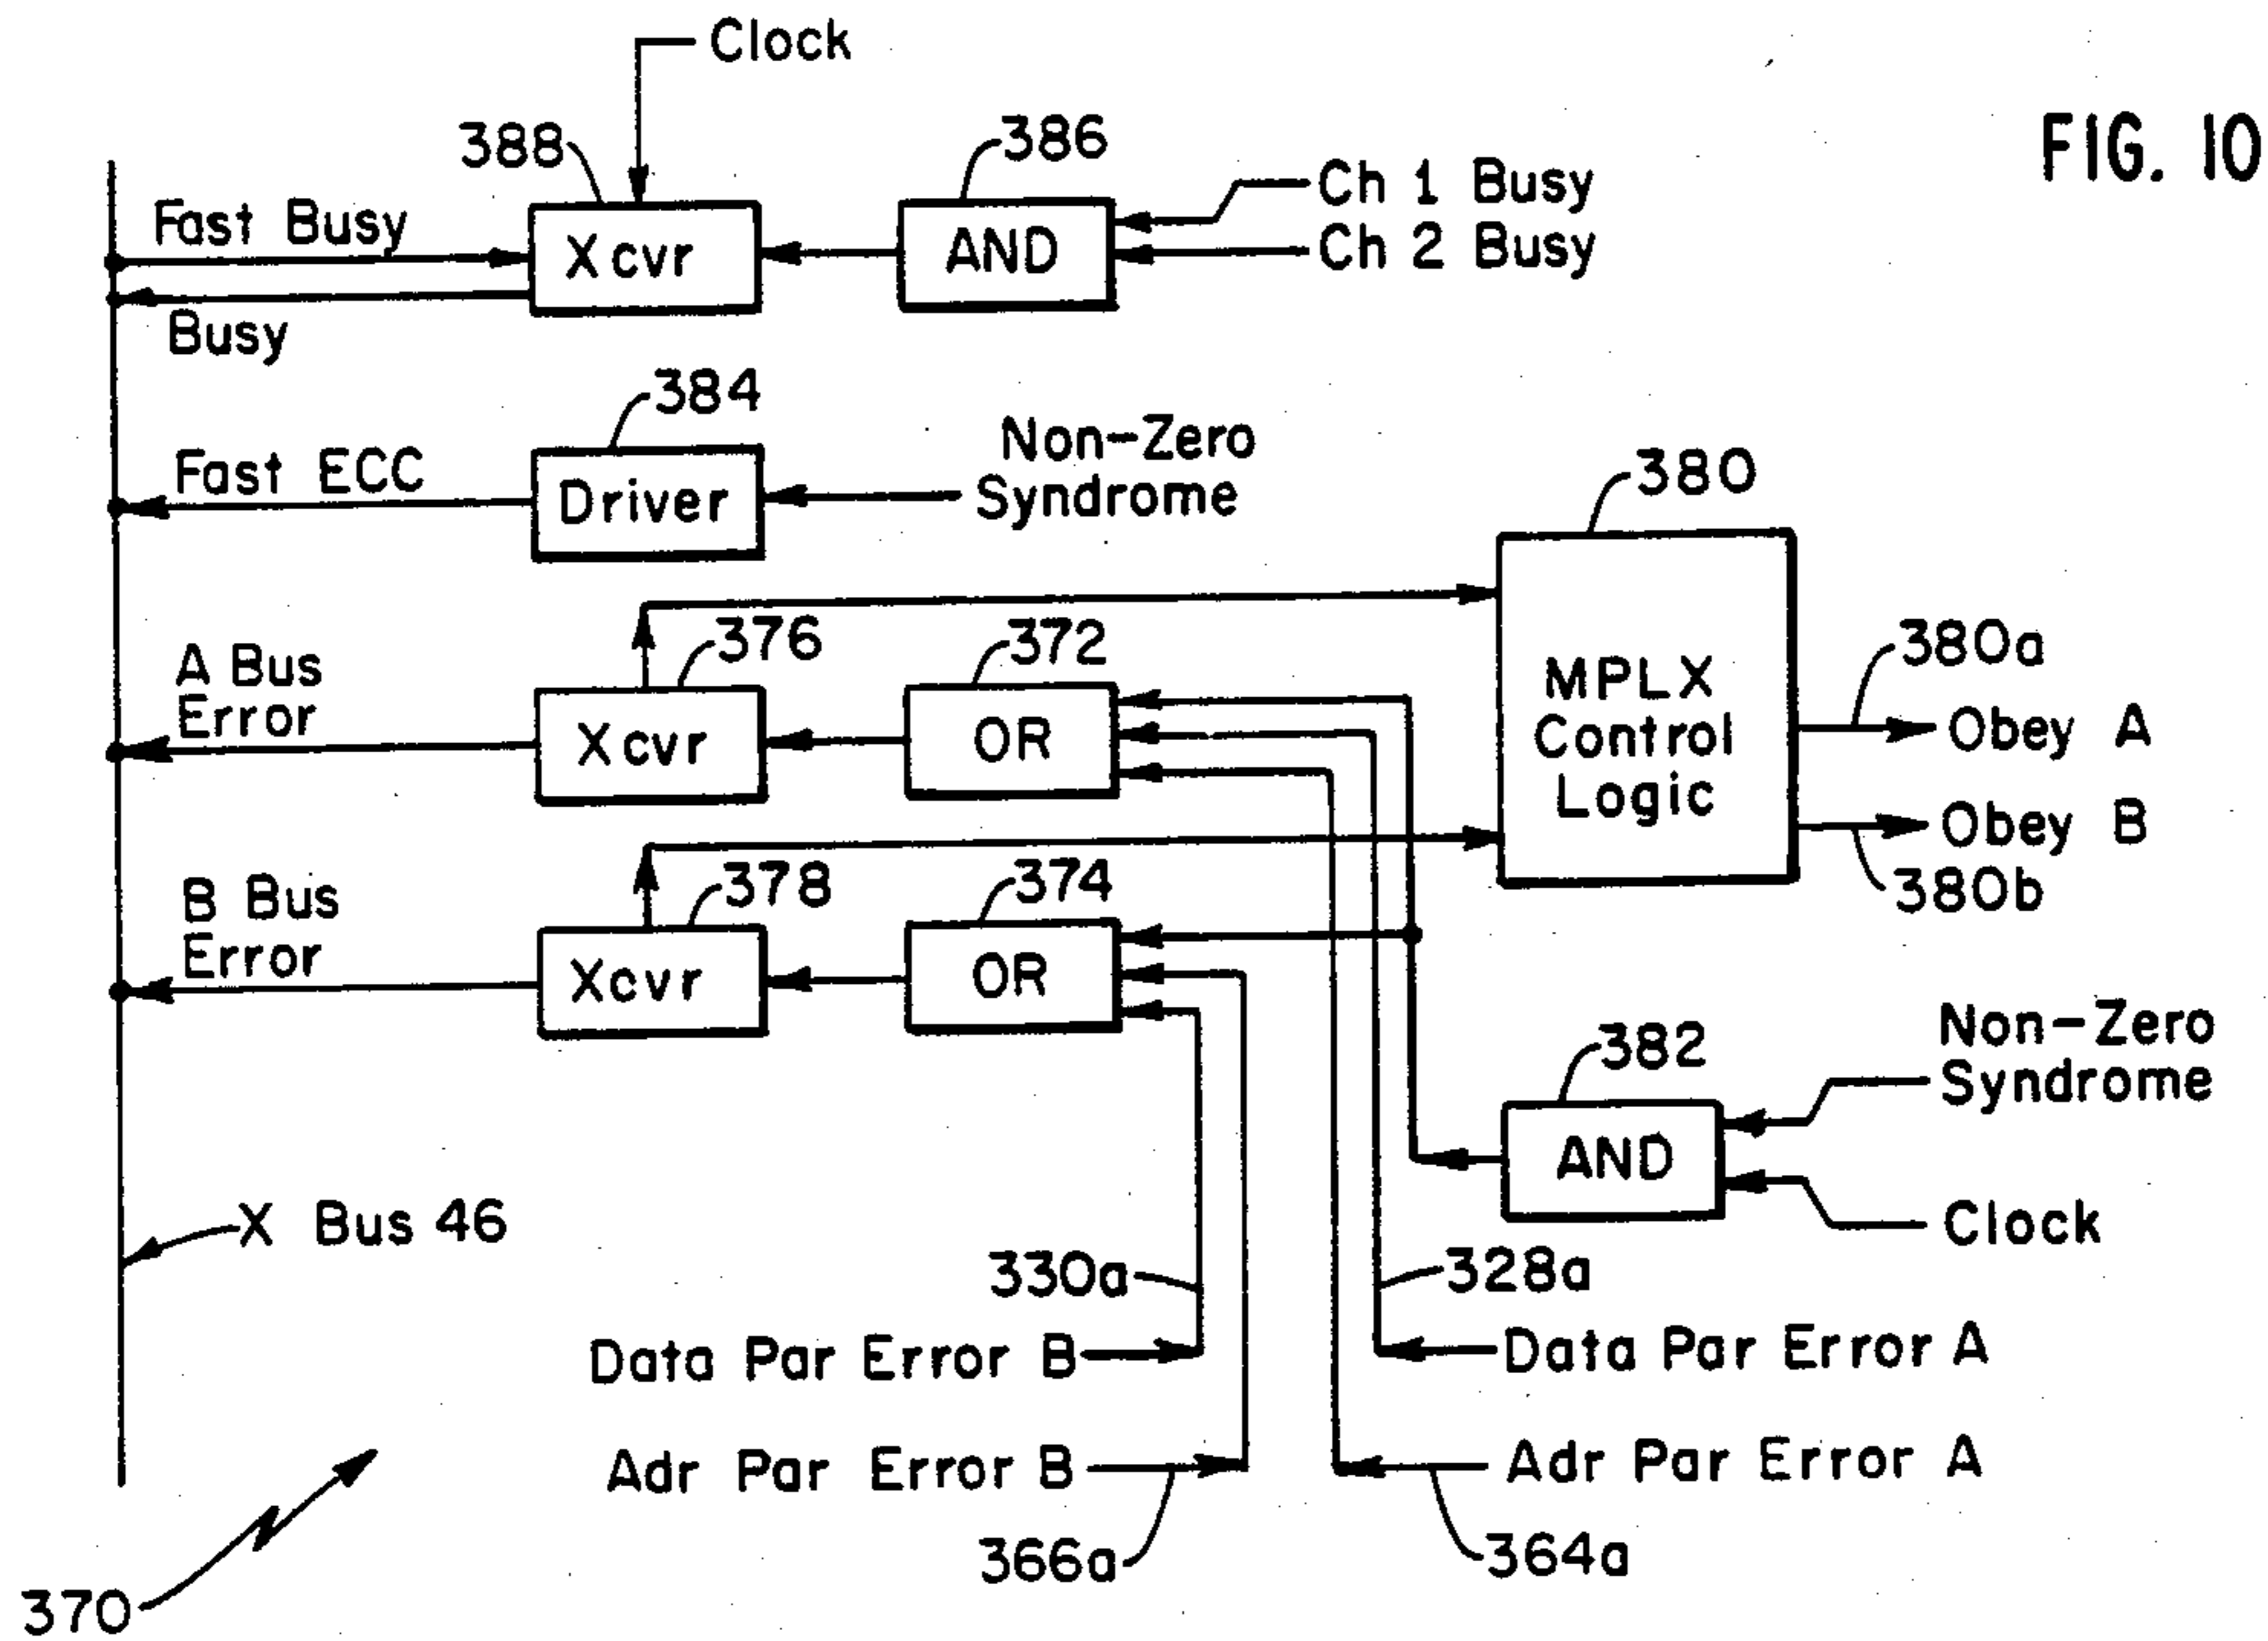 Clock
FIG. 10
388
386
Ch 1 Busy
Fast Busy
Xcvr
AND
Ch 2 Busy
Busy
384
Non-Zero
Syndrome
Fast ECC
Driver
380
376
372
380a
A Bus
Error
Xcvr
OR
MPLX
Control
Logic
Obey A
Obey B
380b
378
374
B Bus
Error
Xcvr
OR
382
Non-Zero
Syndrome
AND
Clock
X Bus 46
330a
328a
Data Par Error B
Data Par Error A
Adr Par Error B
Adr Par Error A
366a
364a
370